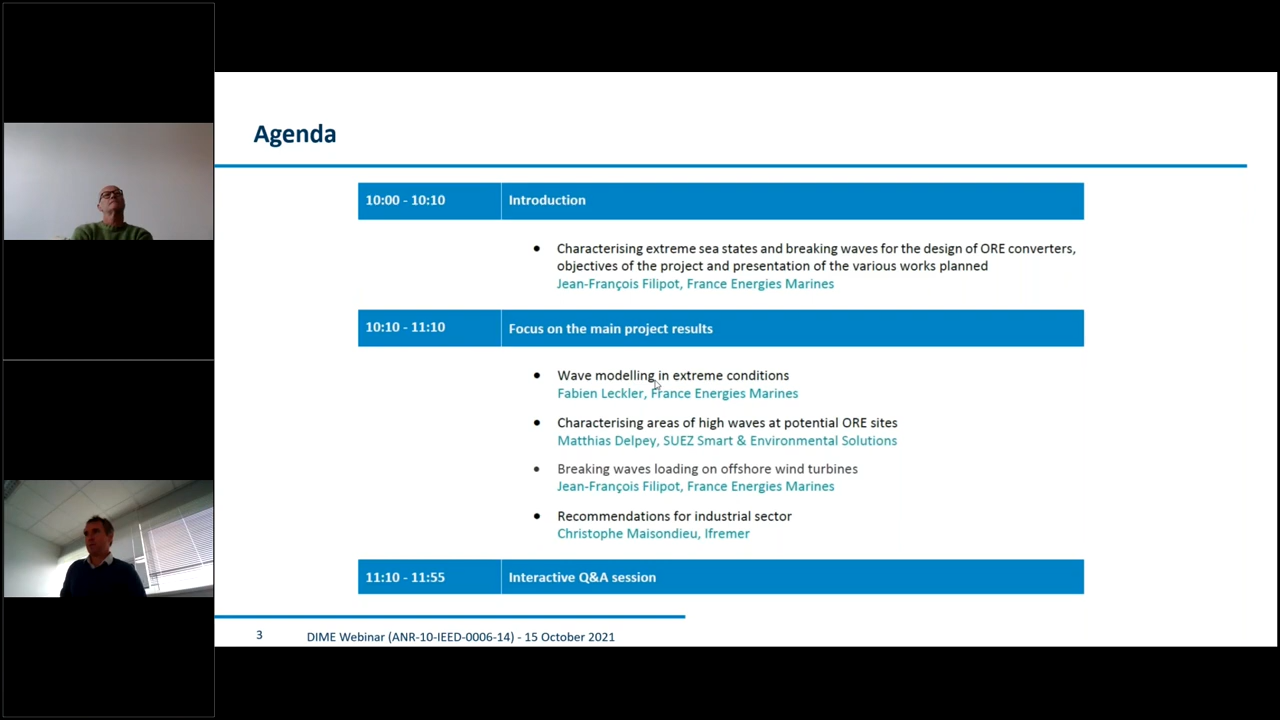 Agenda
10:00 - 10:10 Introduction
• Characterising extreme sea states and breaking waves for the design of ORE converters,
objectives of the project and presentation of the various works planned
Jean-François Filipot, France Energies Marines
10:10 - 11:10 Focus on the main project results
• Wave modelling in extreme conditions
Fabien Leckler, France Energies Marines
• Characterising areas of high waves at potential ORE sites
Matthias Delpey, SUEZ Smart & Environmental Solutions
• Breaking waves loading on offshore wind turbines
Jean-François Filipot, France Energies Marines
• Recommendations for industrial sector
Christophe Maisondieu, Ifremer
11:10 - 11:55 Interactive Q&A session
3 DIME Webinar (ANR-10-IEED-0006-14) - 15 October 2021